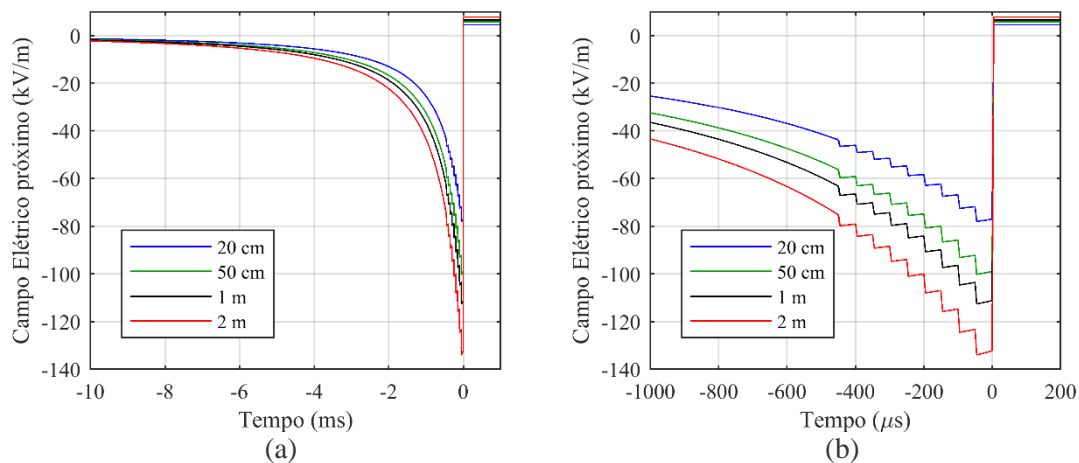 0
-20
-40
-60
-80
-100
-120
-140
Campo Elétrico próximo (kV/m)
20 cm
50 cm
1 m
2 m
-10
-8
-6
-4
-2
0
Tempo (ms)
(a)
0
-20
-40
-60
-80
-100
-120
-140
Campo Elétrico próximo (kV/m)
20 cm
50 cm
1 m
2 m
-1000
-800
-600
-400
-200
0
200
Tempo (μs)
(b)